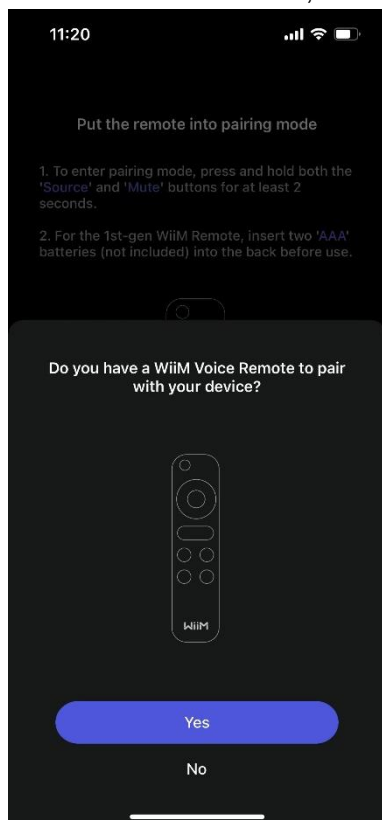 11:20
Put the remote into pairing mode
1. To enter pairing mode, press and hold both the
'Source' and 'Mute' buttons for at least 2
seconds.
2. For the 1st-gen WiiM Remote, insert two 'AAA'
batteries (not included) into the back before use.
Do you have a WiiM Voice Remote to pair
with your device?
WiiM
Yes
No